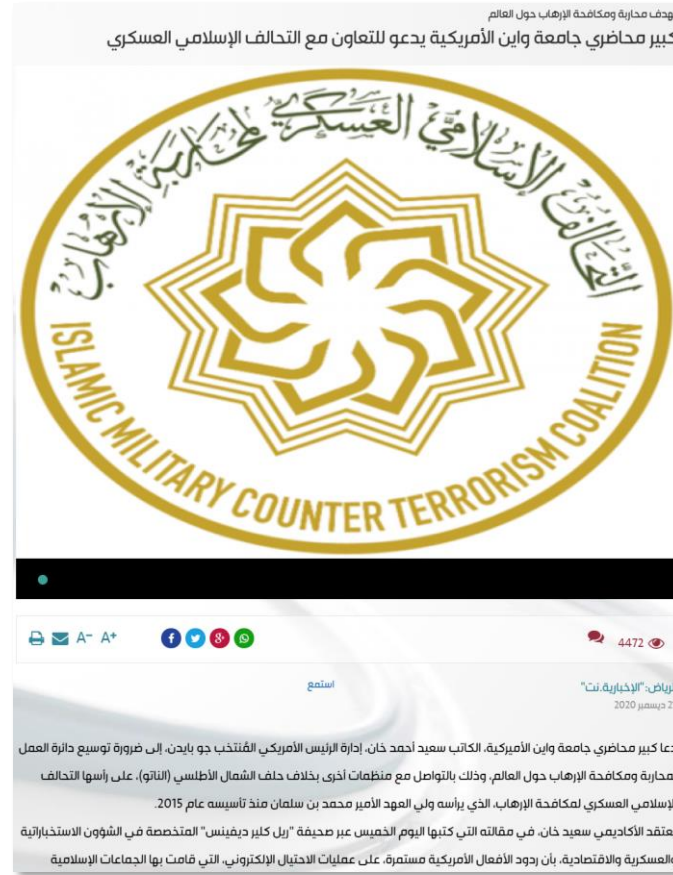 بهدف محاربة ومكافحة الإرهاب حول العالم
كبير محاضري جامعة واين الأمريكية يدعو للتعاون مع التحالف الإسلامي العسكري
التحالف الإسلامي العسكري لمحاربة الإرهاب
ISLAMIC MILITARY COUNTER TERRORISM COALITION
A- A+
4472
الرياض: "الإخبارية.نت"
استمع
ديسمبر 2020
دعا كبير محاضري جامعة واين الأميركية، الكاتب سعيد أحمد خان، إدارة الرئيس الأمريكي المُنتخب جو بايدن، إلى ضرورة توسيع دائرة العمل
لمحاربة ومكافحة الإرهاب حول العالم، وذلك بالتواصل مع منظمات أخرى بخلاف حلف الشمال الأطلسي (الناتو)، على رأسها التحالف
الإسلامي العسكري لمكافحة الإرهاب، الذي يرأسه ولي العهد الأمير محمد بن سلمان منذ تأسيسه عام 2015.
يعتقد الأكاديمي سعيد خان، في مقالته التي كتبها اليوم الخميس عبر صحيفة "ريل كلير ديفينس" المتخصصة في الشؤون الاستخباراتية
والعسكرية والاقتصادية، بأن ردود الأفعال الأمريكية مستمرة، على عمليات الاحتيال الإلكتروني، التي قامت بها الجماعات الإسلامية